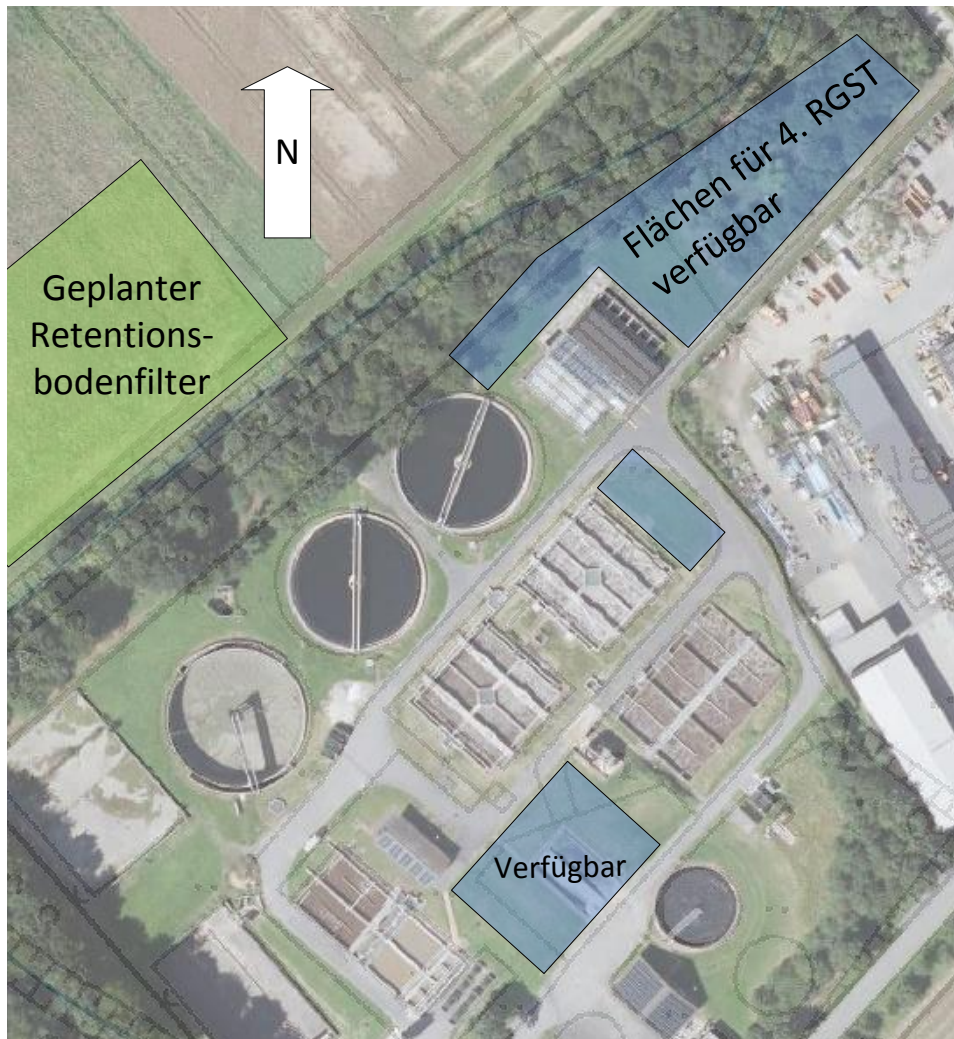 N
Flächen für 4. RGST
verfügbar
Geplanter
Retentions-
bodenfilter
Verfügbar